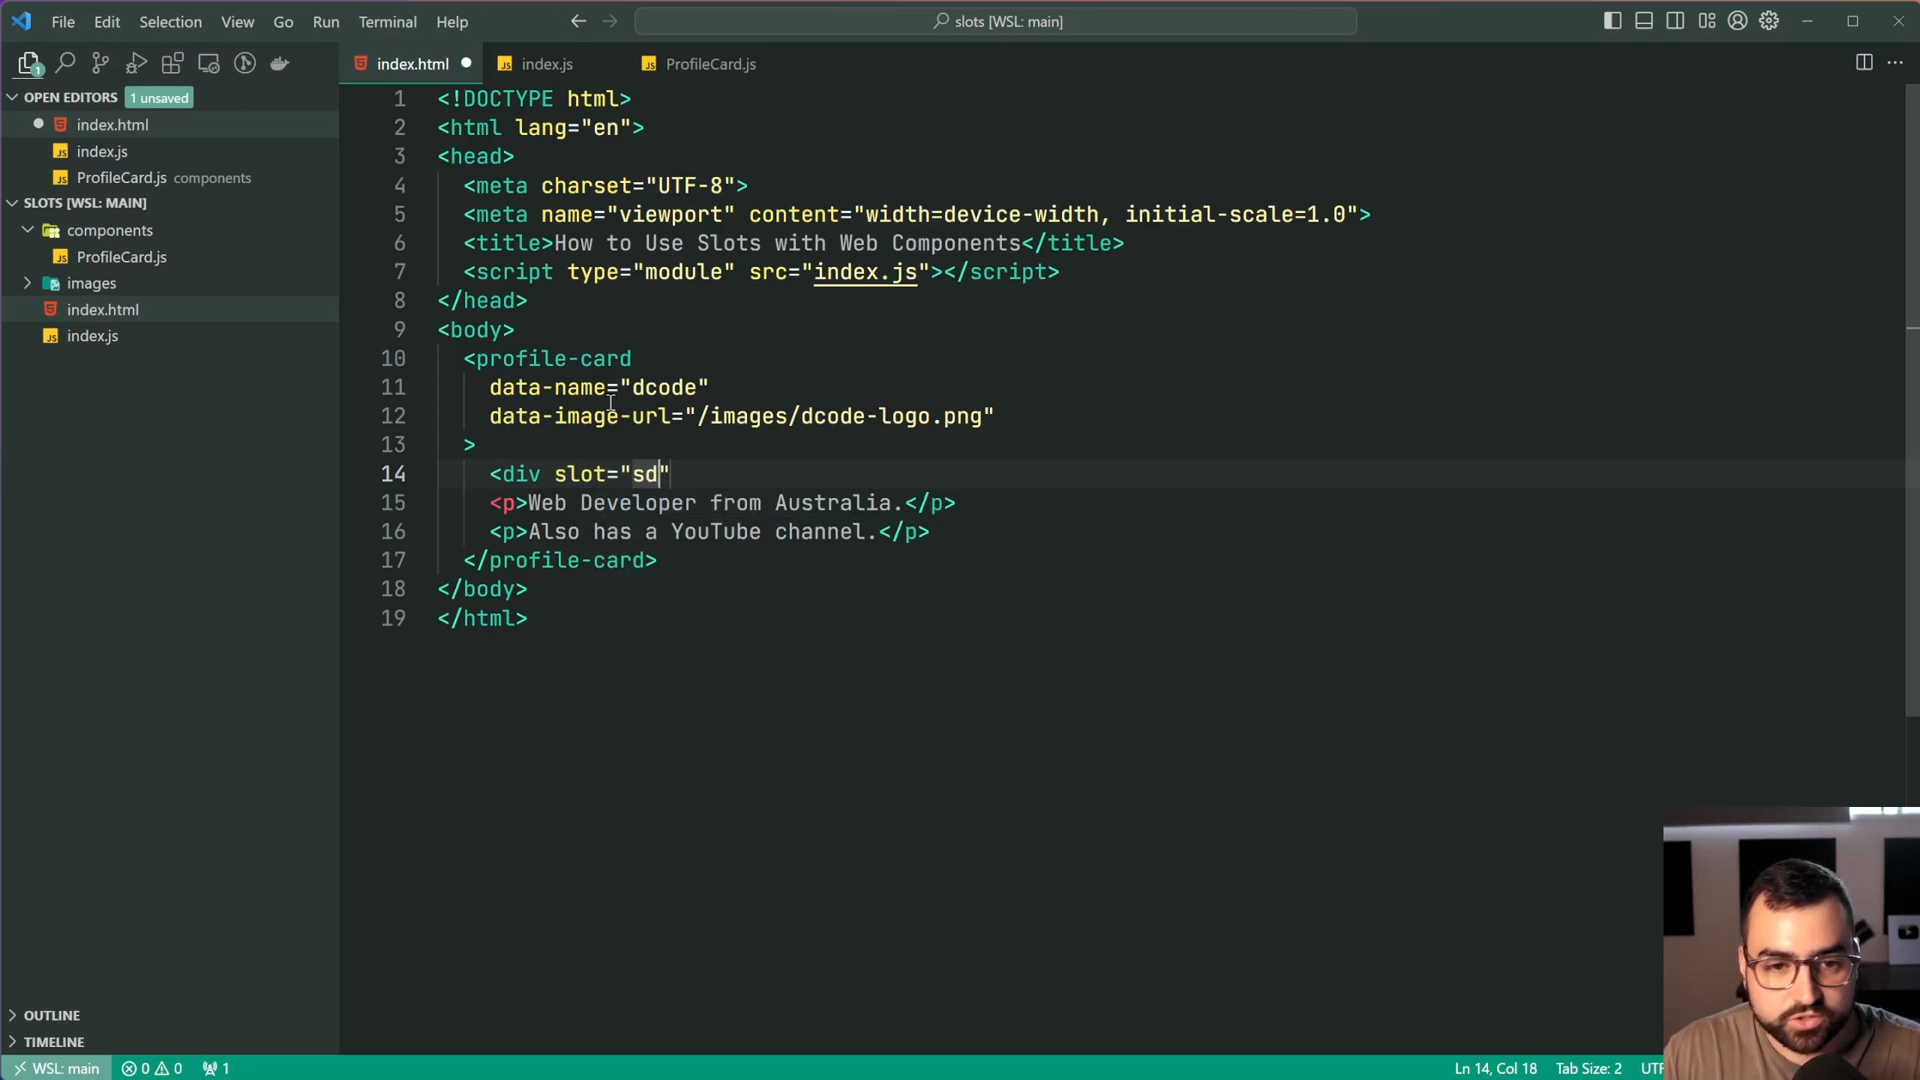 File Edit Selection View Go Run Terminal Help
slots [WSL: main]
index.html
index.js
ProfileCard.js
OPEN EDITORS 1 unsaved
index.html
index.js
ProfileCard.js components
SLOTS [WSL: MAIN]
components
ProfileCard.js
images
index.html
index.js
OUTLINE
TIMELINE
1 <!DOCTYPE html>
2 <html lang="en">
3 <head>
4 <meta charset="UTF-8">
5 <meta name="viewport" content="width=device-width, initial-scale=1.0">
6 <title>How to Use Slots with Web Components</title>
7 <script type="module" src="index.js"></script>
8 </head>
9 <body>
10 <profile-card
11 data-name="dcode"
12 data-image-url="/images/dcode-logo.png"
13 >
14 <div slot="sd"
15 <p>Web Developer from Australia.</p>
16 <p>Also has a YouTube channel.</p>
17 </profile-card>
18 </body>
19 </html>
WSL: main 0 0 1 Ln 14, Col 18 Tab Size: 2 UTF